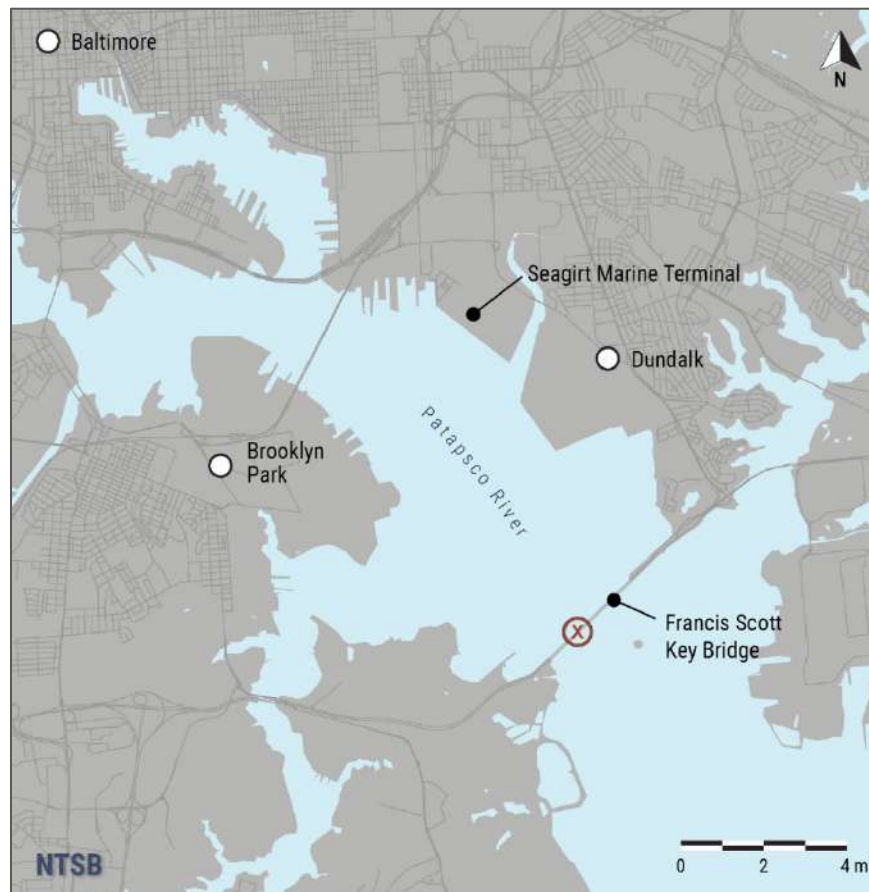 Baltimore
N
Seagirt Marine Terminal
Dundalk
Patapsco River
Brooklyn
Park
X
Francis Scott
Key Bridge
NTSB
0 2 4 m